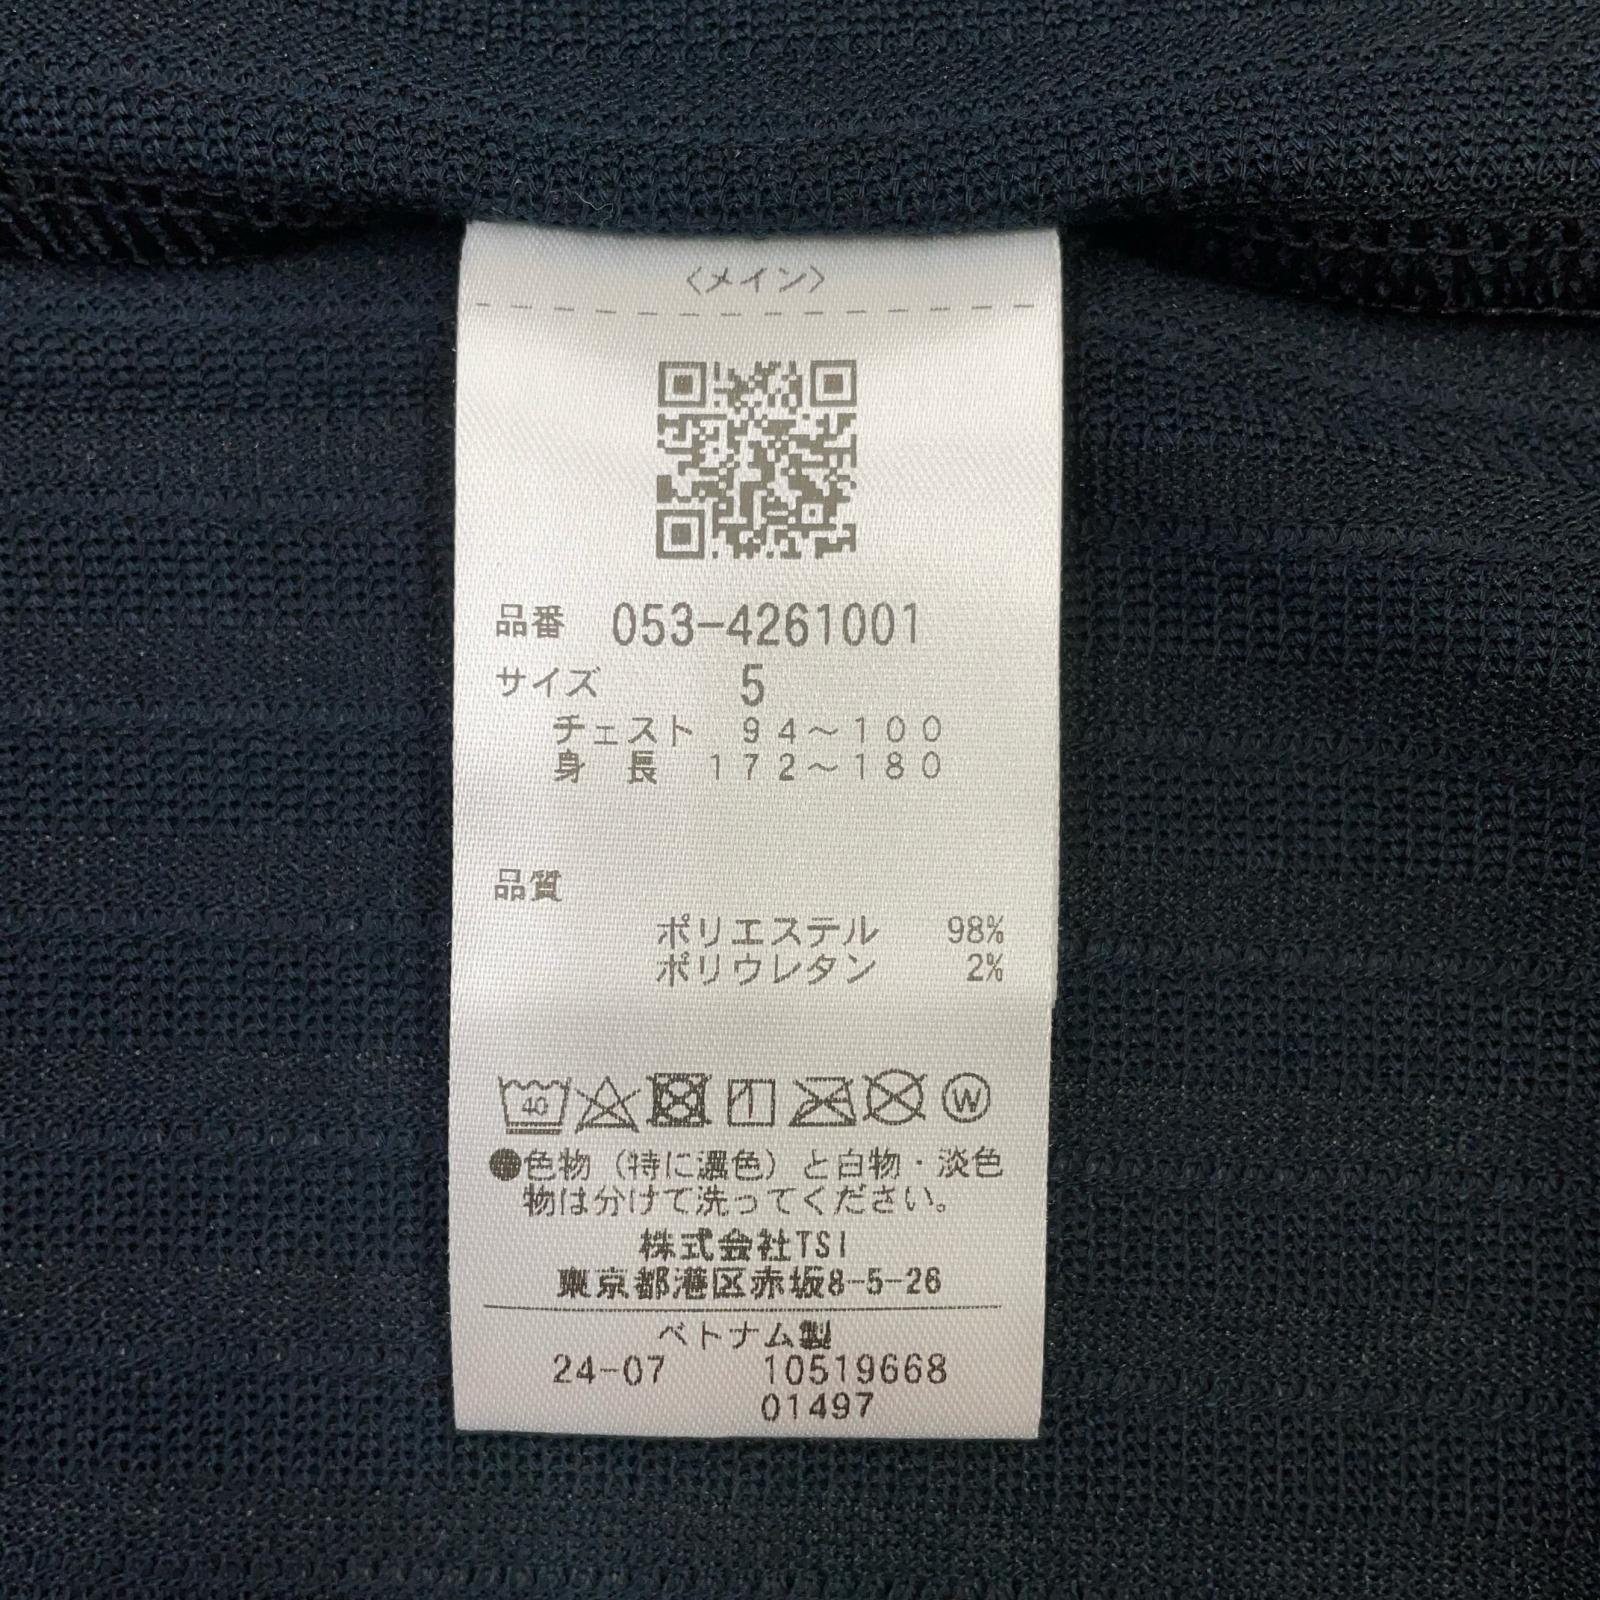 〈メイン〉
品番 053-4261001
サイズ 5
チェスト 94～100
身長 172～180
品質
ポリエステル 98%
ポリウレタン 2%
40 W
●色物（特に濃色）と白物・淡色
物は分けて洗ってください。
株式会社TSI
東京都港区赤坂8-5-26
ベトナム製
24-07 10519668
01497